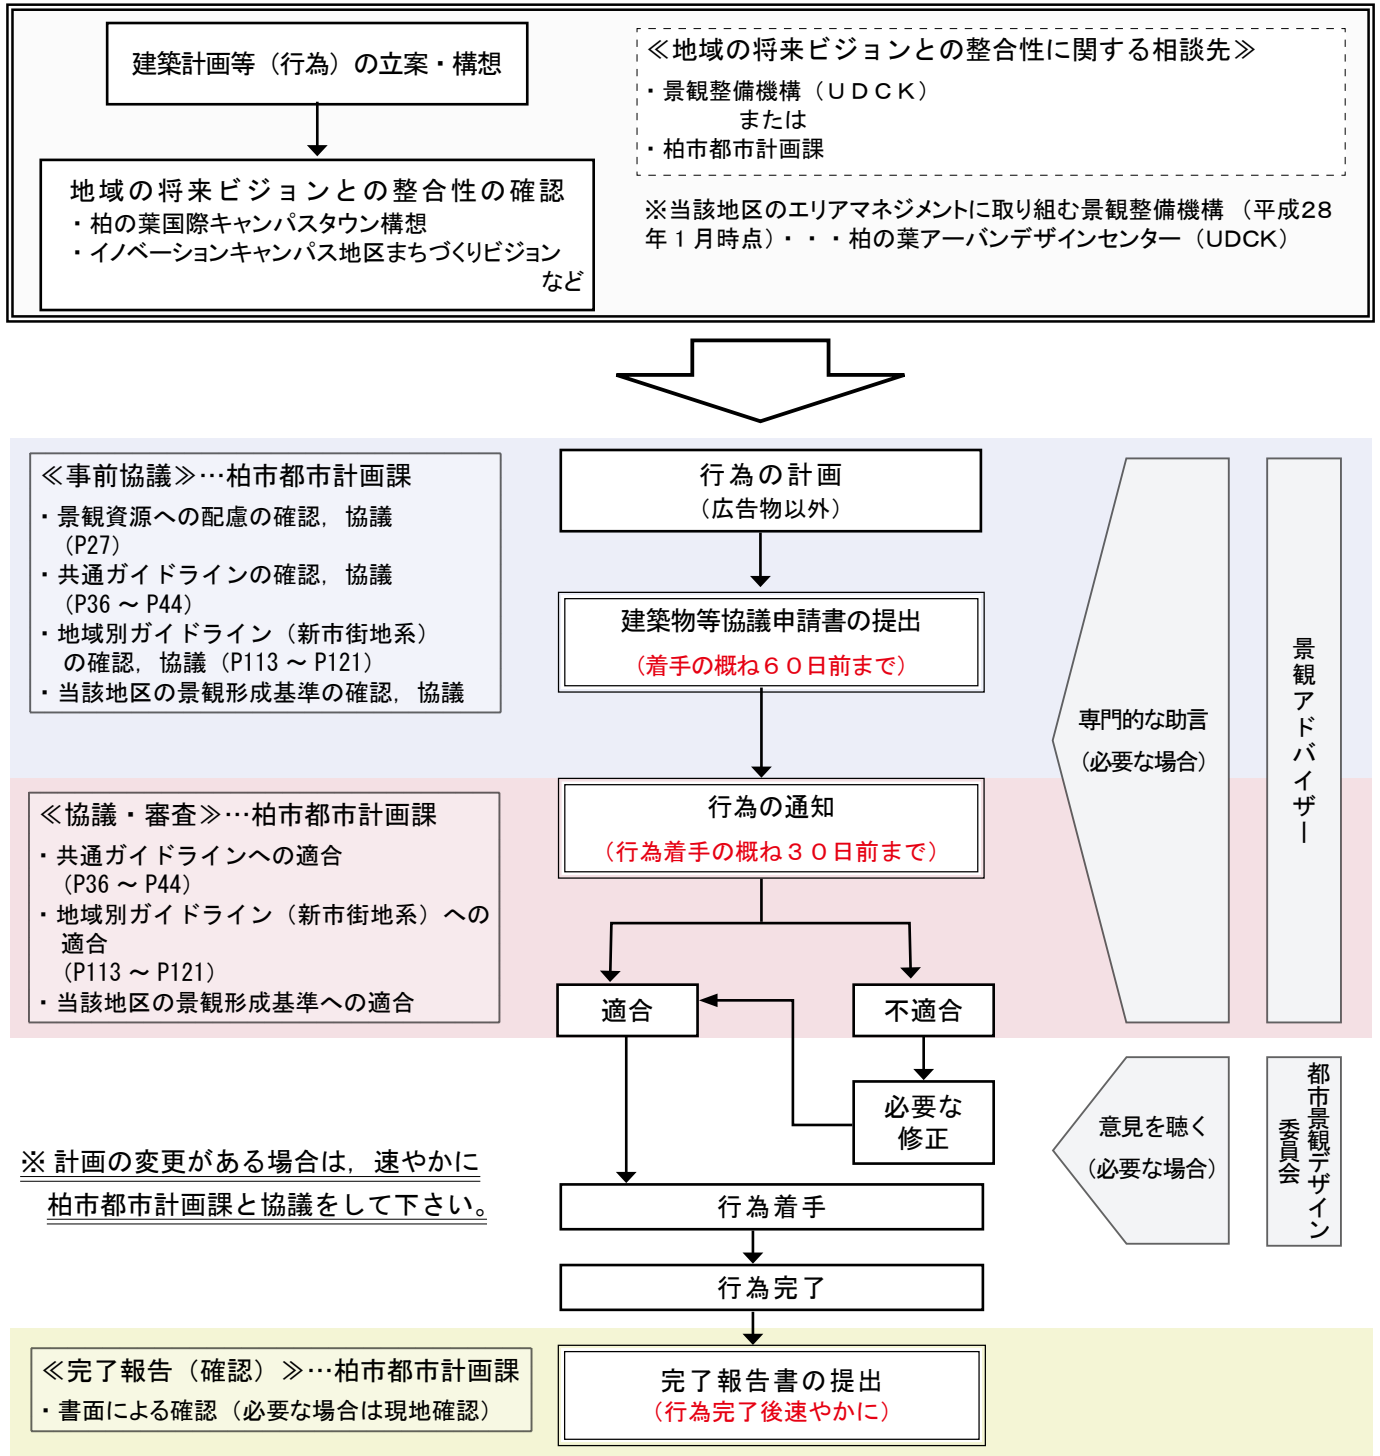 建築計画等（行為）の立案・構想
地域の将来ビジョンとの整合性の確認
・柏の葉国際キャンパスタウン構想
・イノベーションキャンパス地区まちづくりビジョン
など
≪地域の将来ビジョンとの整合性に関する相談先≫
・景観整備機構（ＵＤＣＫ）
または
・柏市都市計画課
※当該地区のエリアマネジメントに取り組む景観整備機構（平成28
年１月時点）・・・柏の葉アーバンデザインセンター（UDCK）
≪事前協議≫…柏市都市計画課
・景観資源への配慮の確認，協議
（P27）
・共通ガイドラインの確認，協議
（P36 ～ P44）
・地域別ガイドライン（新市街地系）
の確認，協議（P113 ～ P121）
・当該地区の景観形成基準の確認，協議
行為の計画
（広告物以外）
建築物等協議申請書の提出
（着手の概ね６０日前まで）
≪協議・審査≫…柏市都市計画課
・共通ガイドラインへの適合
（P36 ～ P44）
・地域別ガイドライン（新市街地系）への
適合
（P113 ～ P121）
・当該地区の景観形成基準への適合
行為の通知
（行為着手の概ね３０日前まで）
適合
不適合
必要な
修正
専門的な助言
（必要な場合）
景観アドバイザー
意見を聴く
（必要な場合）
都市景観デザイン
委員会
※ 計画の変更がある場合は，速やかに
柏市都市計画課と協議をして下さい。
行為着手
行為完了
≪完了報告（確認）≫…柏市都市計画課
・書面による確認（必要な場合は現地確認）
完了報告書の提出
（行為完了後速やかに）